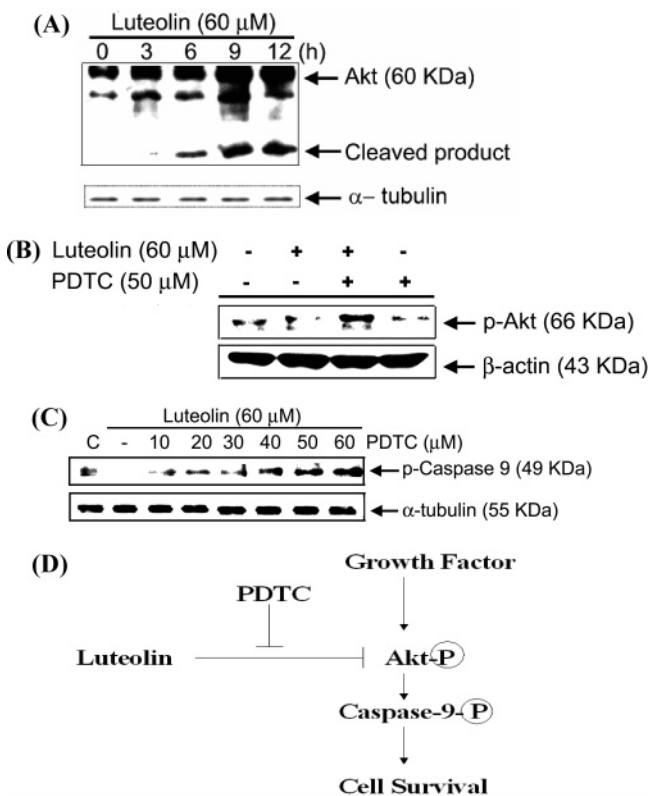 (A)
Luteolin (60 µM)
0 3 6 9 12 (h)
Akt (60 KDa)
Cleaved product
α− tubulin
(B) Luteolin (60 µM) - + + -
PDTC (50 µM) - - + +
p-Akt (66 KDa)
β-actin (43 KDa)
(C)
Luteolin (60 µM)
C - 10 20 30 40 50 60 PDTC (µM)
p-Caspase 9 (49 KDa)
α-tubulin (55 KDa)
(D)
Growth Factor
PDTC
Luteolin Akt-P
Caspase-9-P
Cell Survival